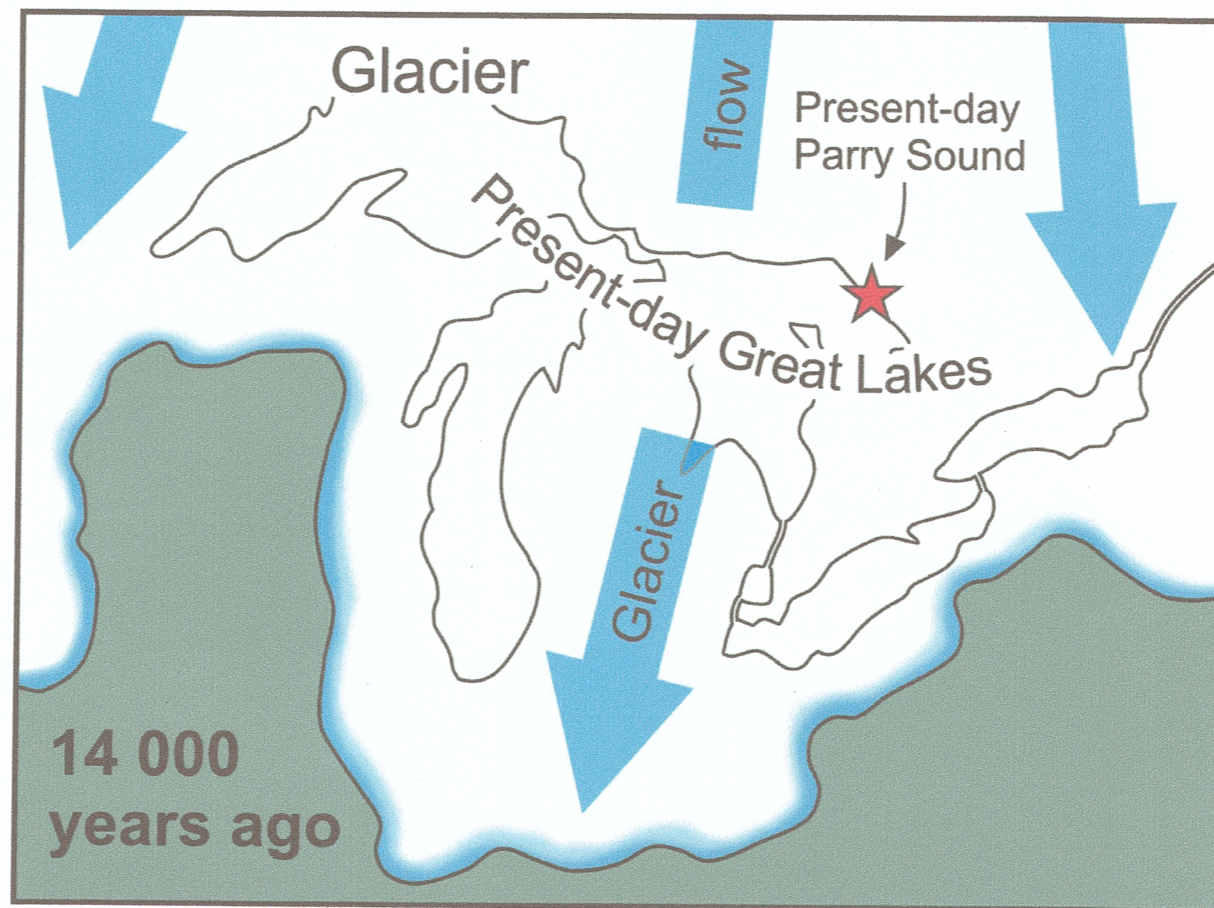 Glacier
flow
Present-day
Parry Sound
Present-day Great Lakes
Glacier
14 000
years ago